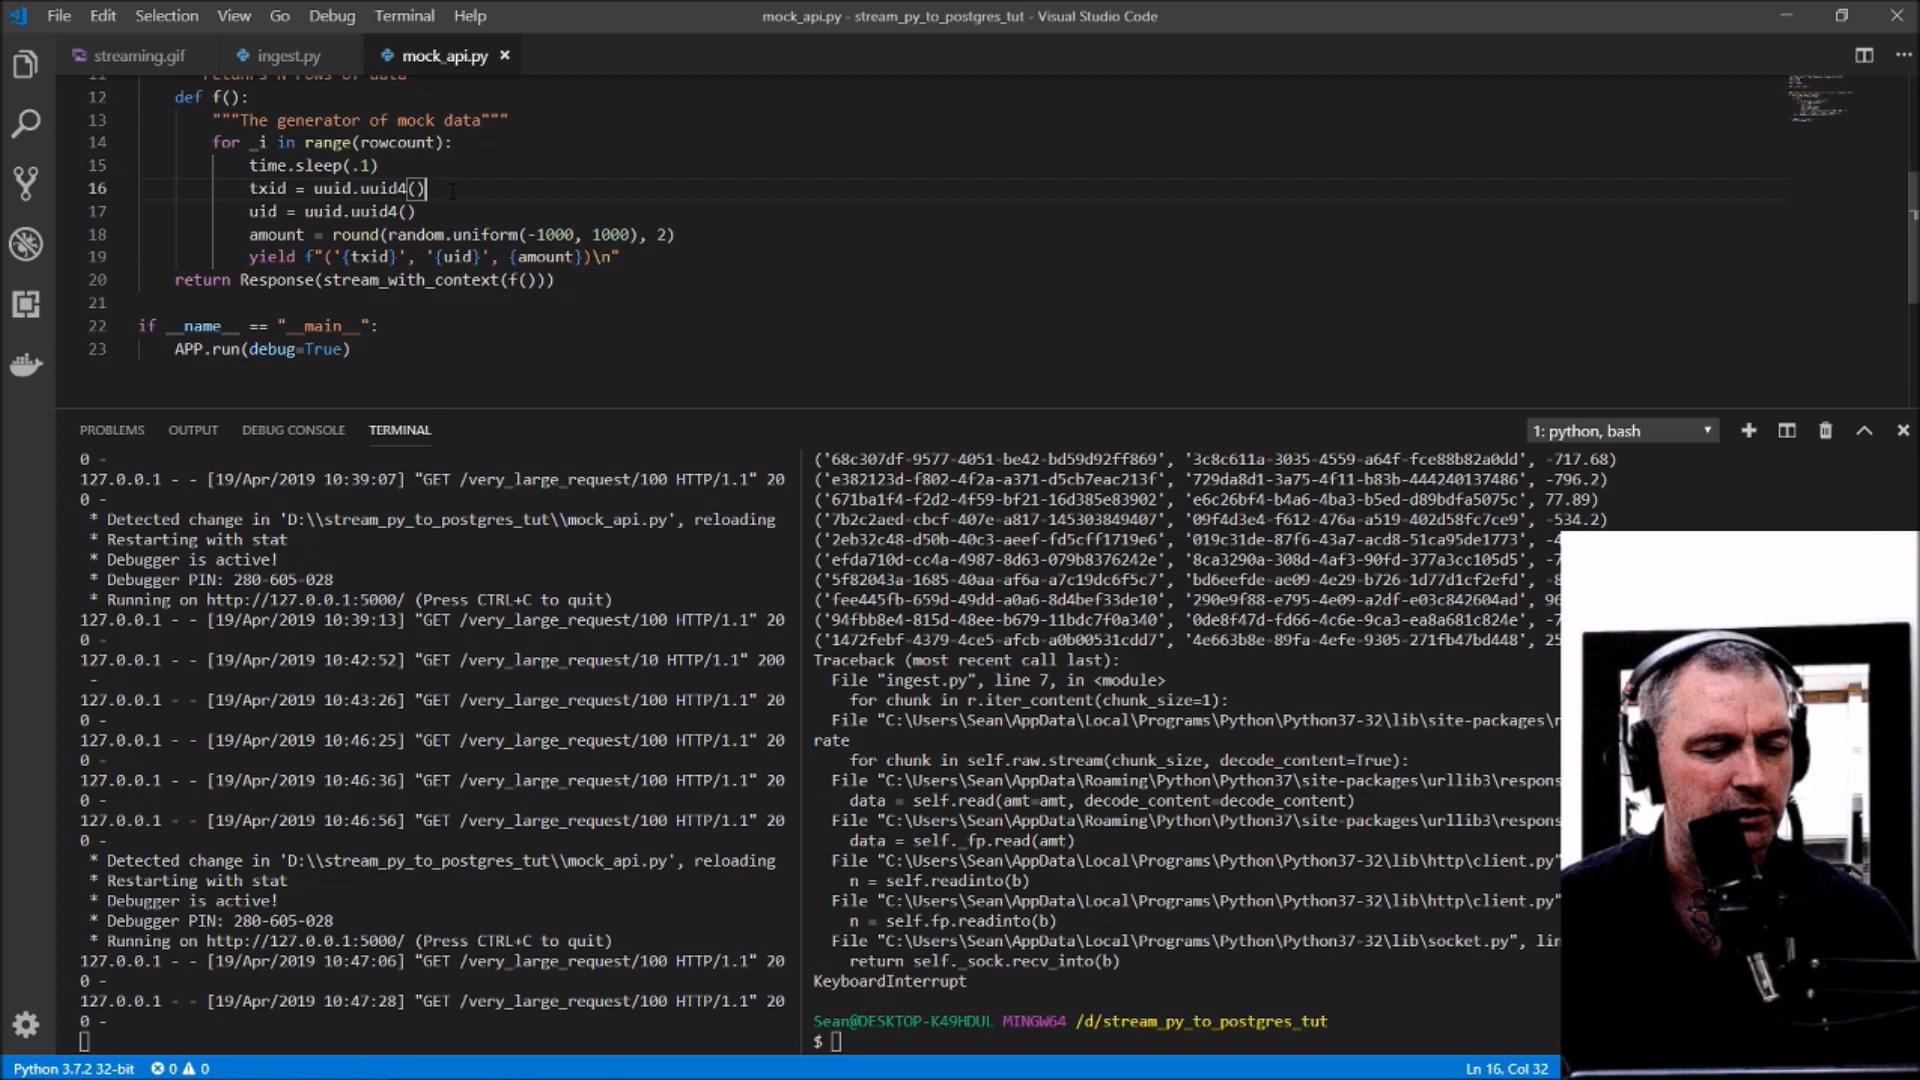 File Edit Selection View Go Debug Terminal Help
mock_api.py - stream_py_to_postgres_tut - Visual Studio Code
streaming.gif
ingest.py
mock_api.py
12 def f():
13 """The generator of mock data"""
14 for _i in range(rowcount):
15 time.sleep(.1)
16 txid = uuid.uuid4()
17 uid = uuid.uuid4()
18 amount = round(random.uniform(-1000, 1000), 2)
19 yield f"('{txid}', '{uid}', {amount})\n"
20 return Response(stream_with_context(f()))
21
22 if __name__ == "__main__":
23 APP.run(debug=True)
PROBLEMS OUTPUT DEBUG CONSOLE TERMINAL
1: python, bash
0 -
127.0.0.1 - - [19/Apr/2019 10:39:07] "GET /very_large_request/100 HTTP/1.1" 20
0 -
* Detected change in 'D:\\stream_py_to_postgres_tut\\mock_api.py', reloading
* Restarting with stat
* Debugger is active!
* Debugger PIN: 280-605-028
* Running on http://127.0.0.1:5000/ (Press CTRL+C to quit)
127.0.0.1 - - [19/Apr/2019 10:39:13] "GET /very_large_request/100 HTTP/1.1" 20
0 -
127.0.0.1 - - [19/Apr/2019 10:42:52] "GET /very_large_request/10 HTTP/1.1" 200
-
127.0.0.1 - - [19/Apr/2019 10:43:26] "GET /very_large_request/100 HTTP/1.1" 20
0 -
127.0.0.1 - - [19/Apr/2019 10:46:25] "GET /very_large_request/100 HTTP/1.1" 20
0 -
127.0.0.1 - - [19/Apr/2019 10:46:36] "GET /very_large_request/100 HTTP/1.1" 20
0 -
127.0.0.1 - - [19/Apr/2019 10:46:56] "GET /very_large_request/100 HTTP/1.1" 20
0 -
* Detected change in 'D:\\stream_py_to_postgres_tut\\mock_api.py', reloading
* Restarting with stat
* Debugger is active!
* Debugger PIN: 280-605-028
* Running on http://127.0.0.1:5000/ (Press CTRL+C to quit)
127.0.0.1 - - [19/Apr/2019 10:47:06] "GET /very_large_request/100 HTTP/1.1" 20
0 -
127.0.0.1 - - [19/Apr/2019 10:47:28] "GET /very_large_request/100 HTTP/1.1" 20
0 -
('68c307df-9577-4051-be42-bd59d92ff869', '3c8c611a-3035-4559-a64f-fce88b82a0dd', -717.68)
('e382123d-f802-4f2a-a371-d5cb7eac213f', '729da8d1-3a75-4f11-b83b-444240137486', -796.2)
('671ba1f4-f2d2-4f59-bf21-16d385e83902', 'e6c26bf4-b4a6-4ba3-b5ed-d89bdfa5075c', 77.89)
('7b2c2aed-cbcf-407e-a817-145303849407', '09f4d3e4-f612-476a-a519-402d58fc7ce9', -534.2)
('2eb32c48-d50b-40c3-aeef-fd5cff1719e6', '019c31de-87f6-43a7-acd8-51ca95de1773', -4
('efda710d-cc4a-4987-8d63-079b8376242e', '8ca3290a-308d-4af3-90fd-377a3cc105d5', -7
('5f82043a-1685-40aa-af6a-a7c19dc6f5c7', 'bd6eefde-ae09-4e29-b726-1d77d1cf2efd', -8
('fee445fb-659d-49dd-a0a6-8d4bef33de10', '290e9f88-e795-4e09-a2df-e03c842604ad', 96
('94fbb8e4-815d-48ee-b679-11bdc7f0a340', '0de8f47d-fd66-4c6e-9ca3-ea8a681c824e', -7
('1472febf-4379-4ce5-afcb-a0b00531cdd7', '4e663b8e-89fa-4efe-9305-271fb47bd448', 25
Traceback (most recent call last):
File "ingest.py", line 7, in <module>
for chunk in r.iter_content(chunk_size=1):
File "C:\Users\Sean\AppData\Local\Programs\Python\Python37-32\lib\site-packages\r
rate
for chunk in self.raw.stream(chunk_size, decode_content=True):
File "C:\Users\Sean\AppData\Roaming\Python\Python37\site-packages\urllib3\respons
data = self.read(amt=amt, decode_content=decode_content)
File "C:\Users\Sean\AppData\Roaming\Python\Python37\site-packages\urllib3\respons
data = self._fp.read(amt)
File "C:\Users\Sean\AppData\Local\Programs\Python\Python37-32\lib\http\client.py"
n = self.readinto(b)
File "C:\Users\Sean\AppData\Local\Programs\Python\Python37-32\lib\http\client.py"
n = self.fp.readinto(b)
File "C:\Users\Sean\AppData\Local\Programs\Python\Python37-32\lib\socket.py", lin
return self._sock.recv_into(b)
KeyboardInterrupt
Sean@DESKTOP-K49HDUL MINGW64 /d/stream_py_to_postgres_tut
$
Python 3.7.2 32-bit 0 0
Ln 16, Col 32